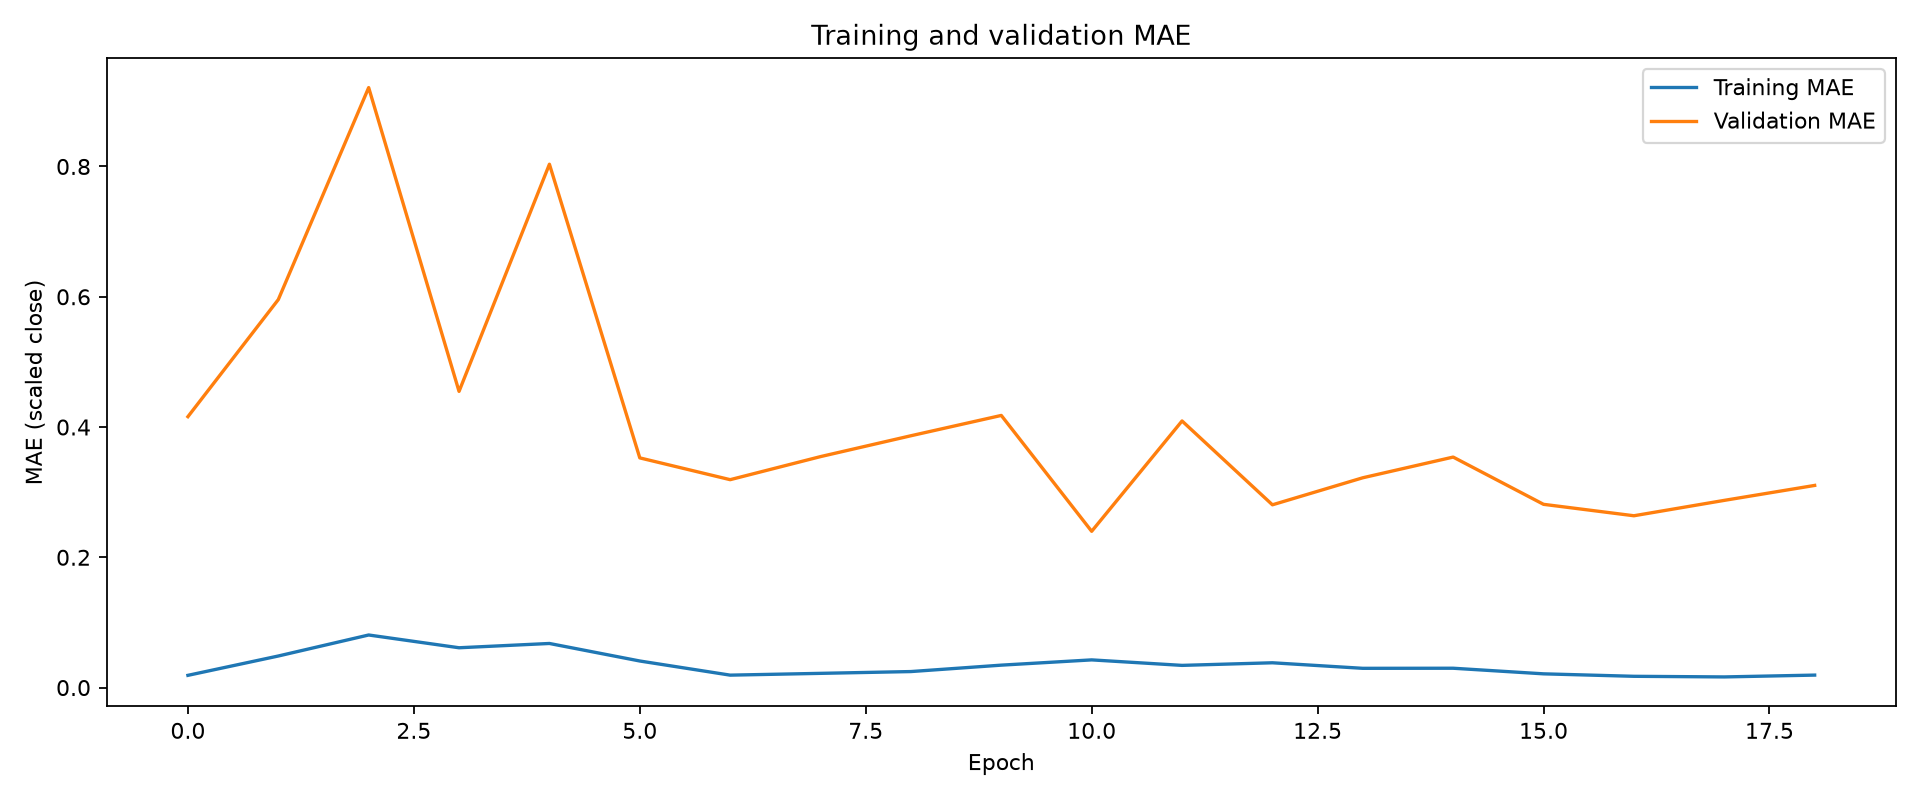 Training and validation MAE
Training MAE
Validation MAE
MAE (scaled close)
0.8
0.6
0.4
0.2
0.0
0.0 2.5 5.0 7.5 10.0 12.5 15.0 17.5
Epoch